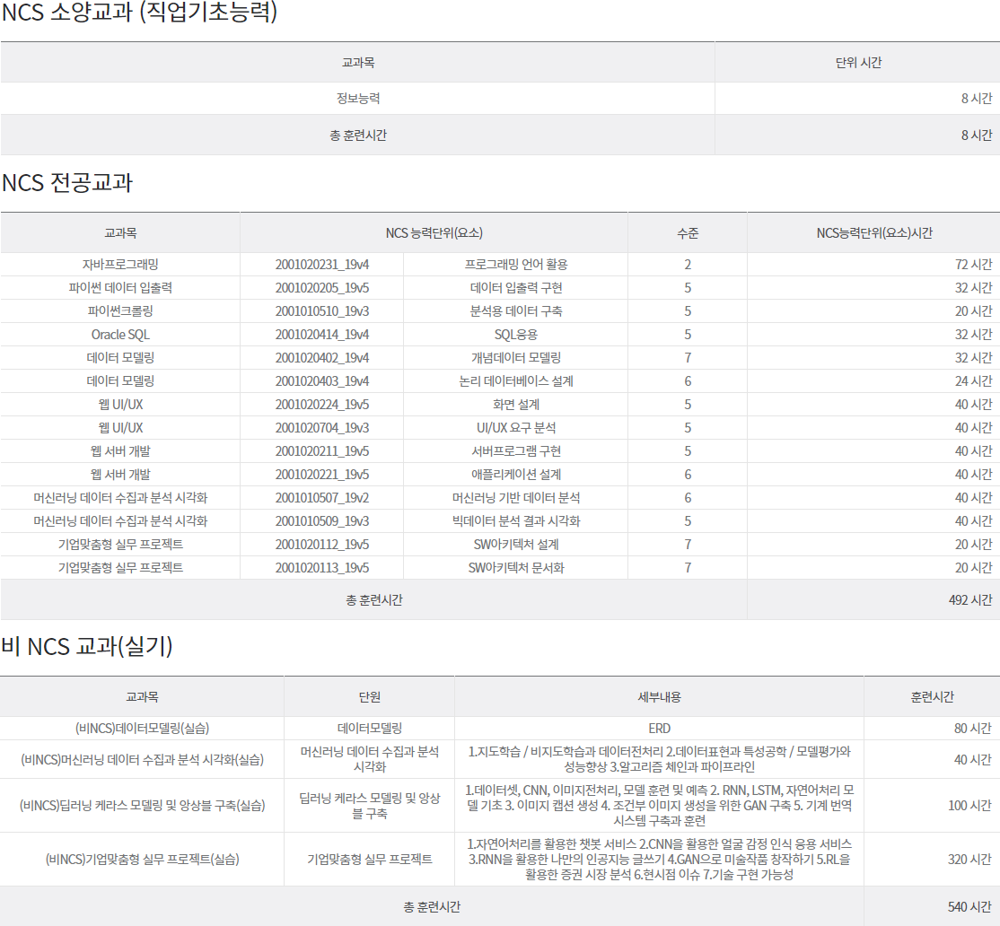 NCS 소양교과 (직업기초능력)
교과목 단위 시간
정보능력 8 시간
총 훈련시간 8 시간
NCS 전공교과
교과목 NCS 능력단위(요소) 수준 NCS능력단위(요소)시간
자바프로그래밍 2001020231_19v4 프로그래밍 언어 활용 2 72 시간
파이썬 데이터 입출력 2001020205_19v5 데이터 입출력 구현 5 32 시간
파이썬크롤링 2001010510_19v3 분석용 데이터 구축 5 20 시간
Oracle SQL 2001020414_19v4 SQL응용 5 32 시간
데이터 모델링 2001020402_19v4 개념데이터 모델링 7 32 시간
데이터 모델링 2001020403_19v4 논리 데이터베이스 설계 6 24 시간
웹 UI/UX 2001020224_19v5 화면 설계 5 40 시간
웹 UI/UX 2001020704_19v3 UI/UX 요구 분석 5 40 시간
웹 서버 개발 2001020211_19v5 서버프로그램 구현 5 40 시간
웹 서버 개발 2001020221_19v5 애플리케이션 설계 6 40 시간
머신러닝 데이터 수집과 분석 시각화 2001010507_19v2 머신러닝 기반 데이터 분석 6 40 시간
머신러닝 데이터 수집과 분석 시각화 2001010509_19v3 빅데이터 분석 결과 시각화 5 40 시간
기업맞춤형 실무 프로젝트 2001020112_19v5 SW아키텍처 설계 7 20 시간
기업맞춤형 실무 프로젝트 2001020113_19v5 SW아키텍처 문서화 7 20 시간
총 훈련시간 492 시간
비 NCS 교과(실기)
교과목 단원 세부내용 훈련시간
(비NCS)데이터모델링(실습) 데이터모델링 ERD 80 시간
(비NCS)머신러닝 데이터 수집과 분석 시각화(실습)
머신러닝 데이터 수집과 분석
시각화
1.지도학습 / 비지도학습과 데이터전처리 2.데이터표현과 특성공학 / 모델평가와
성능향상 3.알고리즘 체인과 파이프라인
40 시간
(비NCS)딥러닝 케라스 모델링 및 앙상블 구축(실습)
딥러닝 케라스 모델링 및 앙상
블 구축
1.데이터셋, CNN, 이미지전처리, 모델 훈련 및 예측 2. RNN, LSTM, 자연어처리 모
델 기초 3. 이미지 캡션 생성 4. 조건부 이미지 생성을 위한 GAN 구축 5. 기계 번역
시스템 구축과 훈련
100 시간
(비NCS)기업맞춤형 실무 프로젝트(실습)
기업맞춤형 실무 프로젝트
1.자연어처리를 활용한 챗봇 서비스 2.CNN을 활용한 얼굴 감정 인식 응용 서비스
3.RNN을 활용한 나만의 인공지능 글쓰기 4.GAN으로 미술작품 창작하기 5.RL을
활용한 증권 시장 분석 6.현시점 이슈 7.기술 구현 가능성
320 시간
총 훈련시간 540 시간